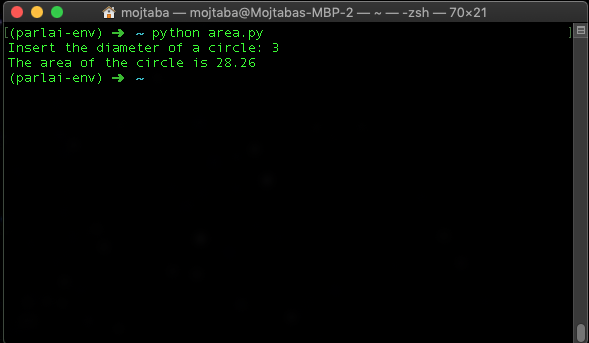 mojtaba — mojtaba@Mojtabas-MBP-2 — ~ — -zsh — 70×21
[(parlai-env) ➜ ~ python area.py ]
Insert the diameter of a circle: 3
The area of the circle is 28.26
(parlai-env) ➜ ~